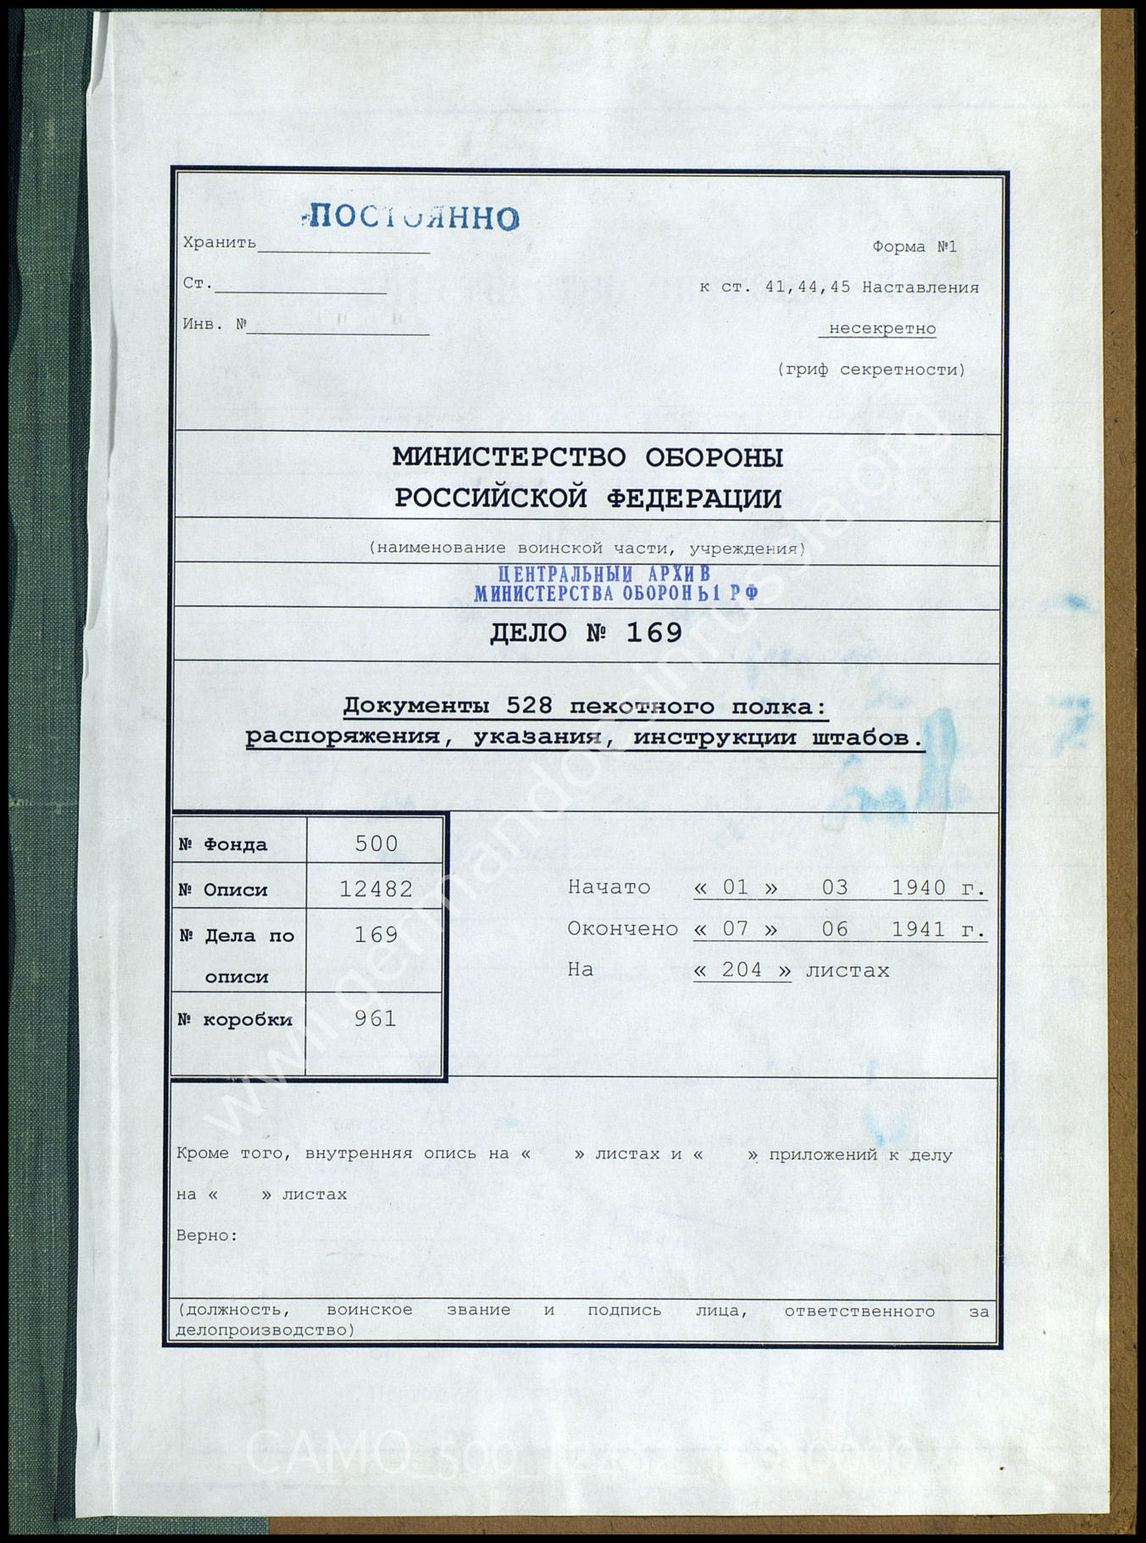 ПОСТОЯННО
Хранить
Форма №1
Ст.
к ст. 41,44,45 Наставления
Инв. №
несекретно
(гриф секретности)
МИНИСТЕРСТВО ОБОРОНЫ
РОССИЙСКОЙ ФЕДЕРАЦИИ
(наименование воинской части, учреждения)
ЦЕНТРАЛЬНЫЙ АРХИВ
МИНИСТЕРСТВА ОБОРОНЫ РФ
ДЕЛО № 169
Документы 528 пехотного полка:
распоряжения, указания, инструкции штабов.
№ Фонда 500
№ Описи 12482
№ Дела по 169
описи
№ коробки 961
Начато « 01 » 03 1940 г.
Окончено « 07 » 06 1941 г.
На « 204 » листах
Кроме того, внутренняя опись на « » листах и « » приложений к делу
на « » листах
Верно:
(должность, воинское звание и подпись лица, ответственного за
делопроизводство)
www.germandocsinrussia.org